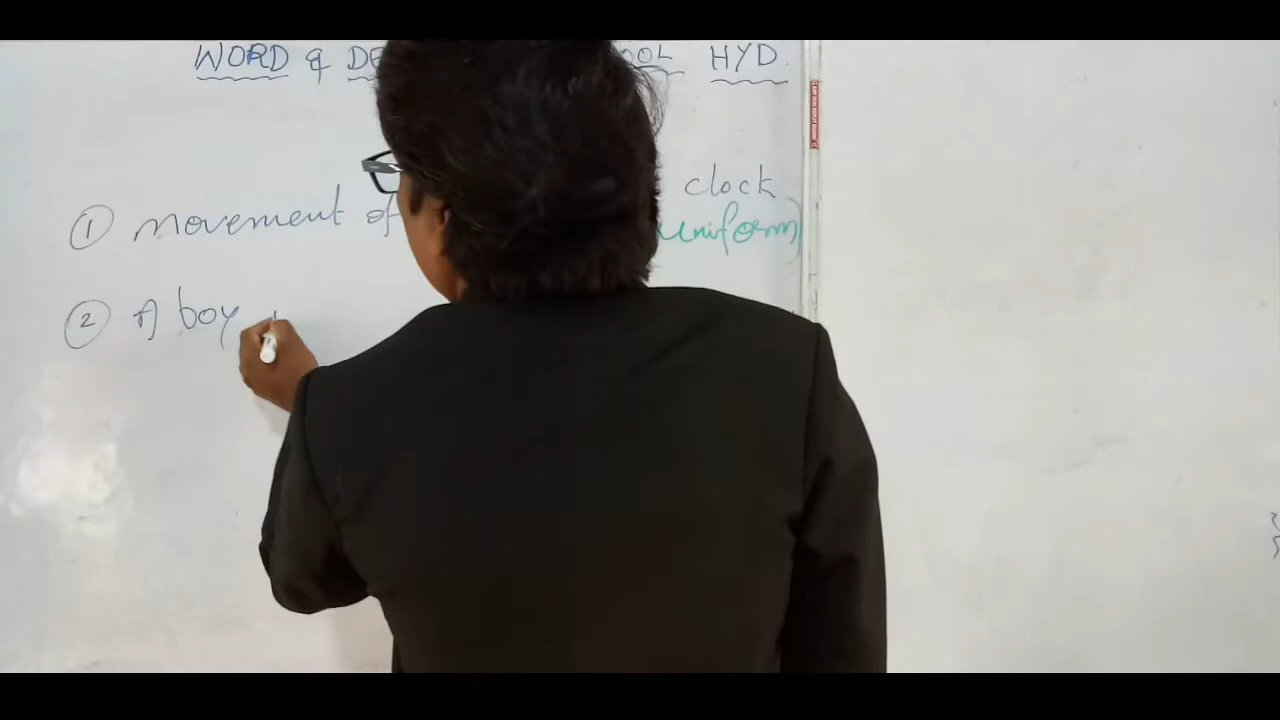 WORD & DE OOL HYD.
① movement of clock
uniform)
② A boy